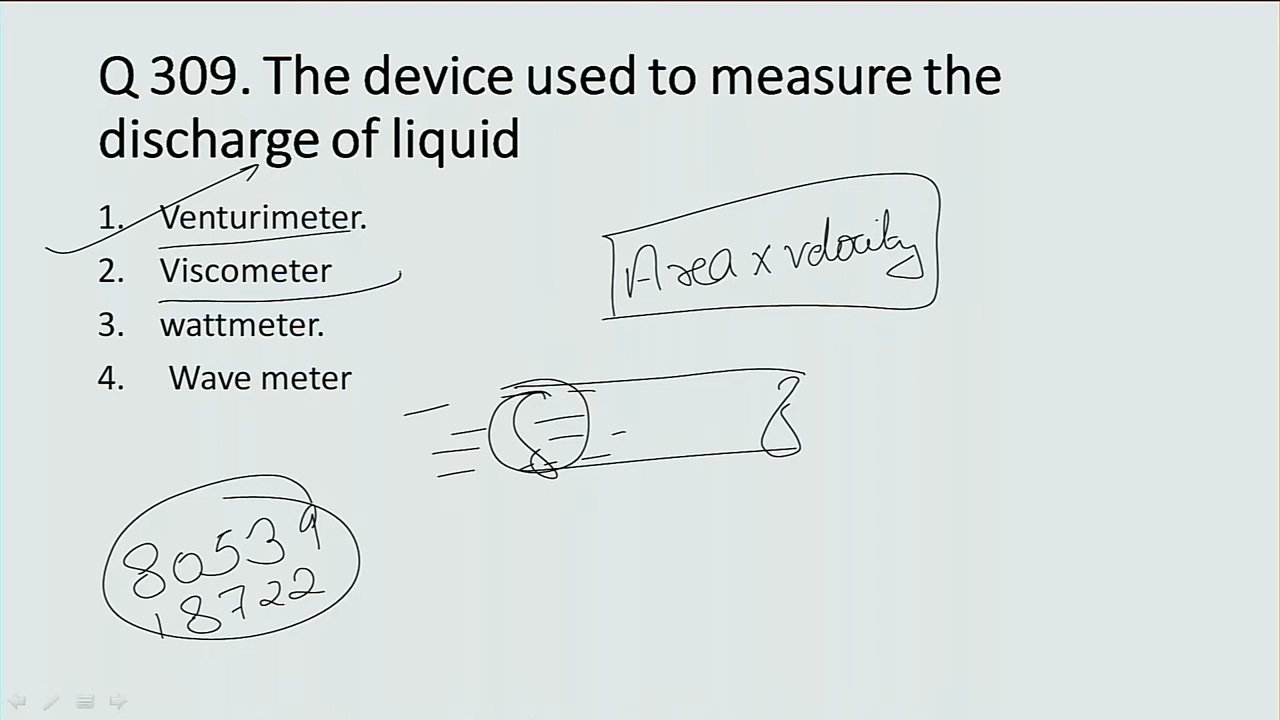 Q 309. The device used to measure the
discharge of liquid
1. Venturimeter.
2. Viscometer
3. wattmeter.
4. Wave meter
Area x velocity
80539
18722